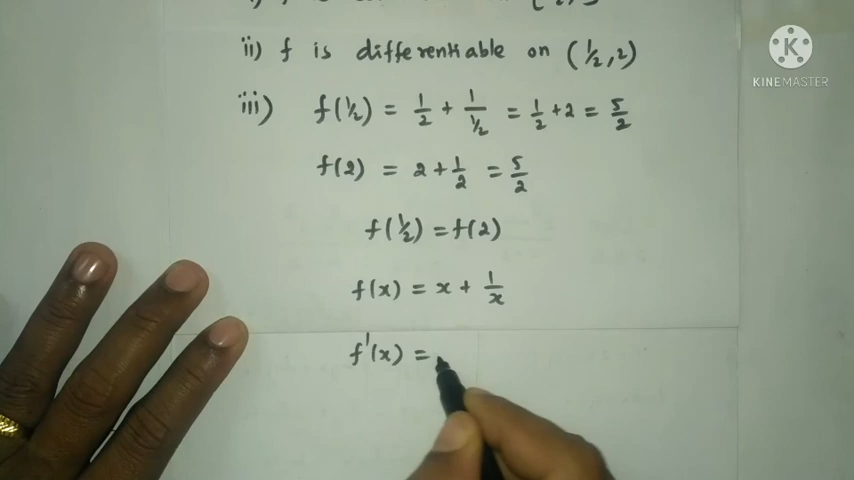 ii) f is differentiable on (1/2, 2)
K
KINEMASTER
iii) f(1/2) = 1/2 + 1/(1/2) = 1/2 + 2 = 5/2
f(2) = 2 + 1/2 = 5/2
f(1/2) = f(2)
f(x) = x + 1/x
f'(x) =